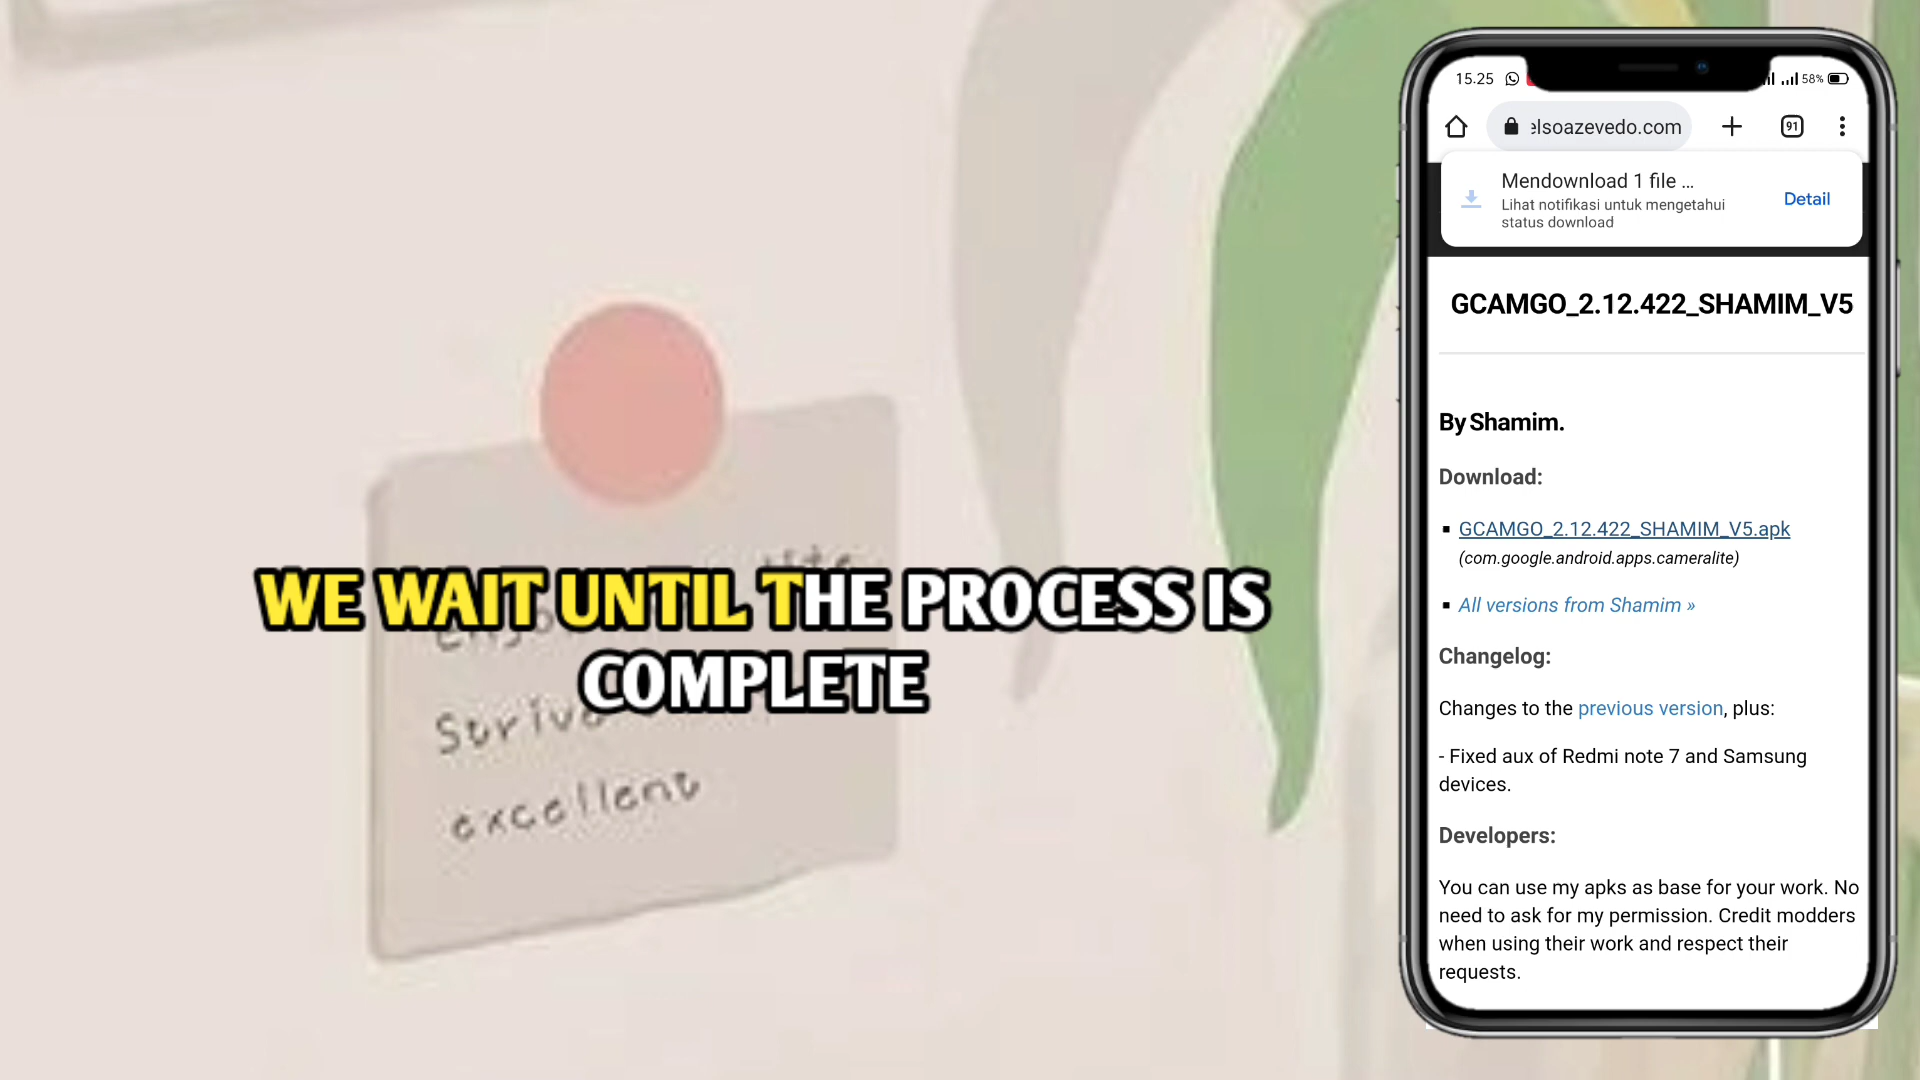 WE WAIT UNTIL THE PROCESS IS
COMPLETE
excellent
15.25
58%
elsoazevedo.com
91
Mendownload 1 file ...
Lihat notifikasi untuk mengetahui
status download
Detail
GCAMGO_2.12.422_SHAMIM_V5
By Shamim.
Download:
GCAMGO_2.12.422_SHAMIM_V5.apk
(com.google.android.apps.cameralite)
All versions from Shamim »
Changelog:
Changes to the previous version, plus:
- Fixed aux of Redmi note 7 and Samsung
devices.
Developers:
You can use my apks as base for your work. No
need to ask for my permission. Credit modders
when using their work and respect their
requests.